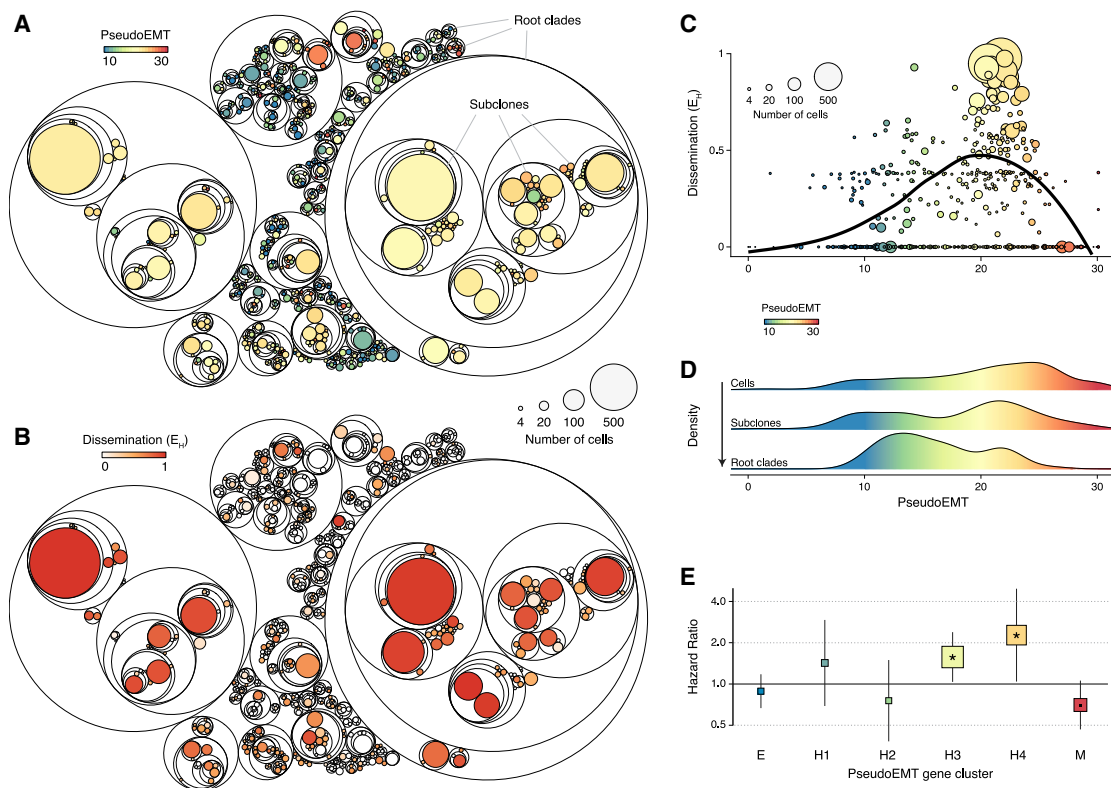 A
PseudoEMT
10 30
Root clades
Subclones
B
Dissemination (E_H)
0 1
4 20 100 500
Number of cells
C
Dissemination (E_H)
1
0.5
0
4 20 100 500
Number of cells
0 10 20 30
PseudoEMT
10 30
D
Density
Cells
Subclones
Root clades
0 10 20 30
PseudoEMT
E
Hazard Ratio
4.0
2.0
1.0
0.5
* *
E H1 H2 H3 H4 M
PseudoEMT gene cluster